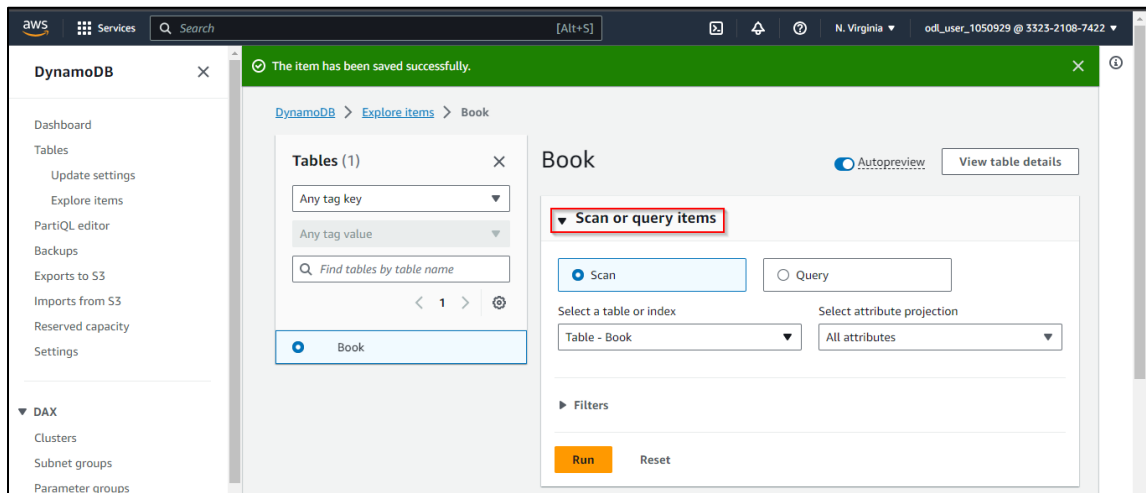 aws
Services
Search
[Alt+S]
N. Virginia
odl_user_1050929 @ 3323-2108-7422
DynamoDB
Dashboard
Tables
Update settings
Explore items
PartiQL editor
Backups
Exports to S3
Imports from S3
Reserved capacity
Settings
DAX
Clusters
Subnet groups
Parameter groups
The item has been saved successfully.
DynamoDB > Explore items > Book
Tables (1)
Any tag key
Any tag value
Find tables by table name
< 1 >
Book
Book
Autopreview
View table details
Scan or query items
Scan
Query
Select a table or index
Table - Book
Select attribute projection
All attributes
Filters
Run
Reset